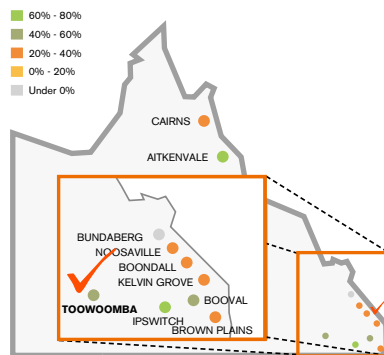 60% - 80%
40% - 60%
20% - 40%
0% - 20%
Under 0%
CAIRNS
AITKENVALE
BUNDABERG
NOOSAVILLE
BOONDALL
KELVIN GROVE
BOOVAL
TOOWOOMBA
IPSWITCH
BROWN PLAINS